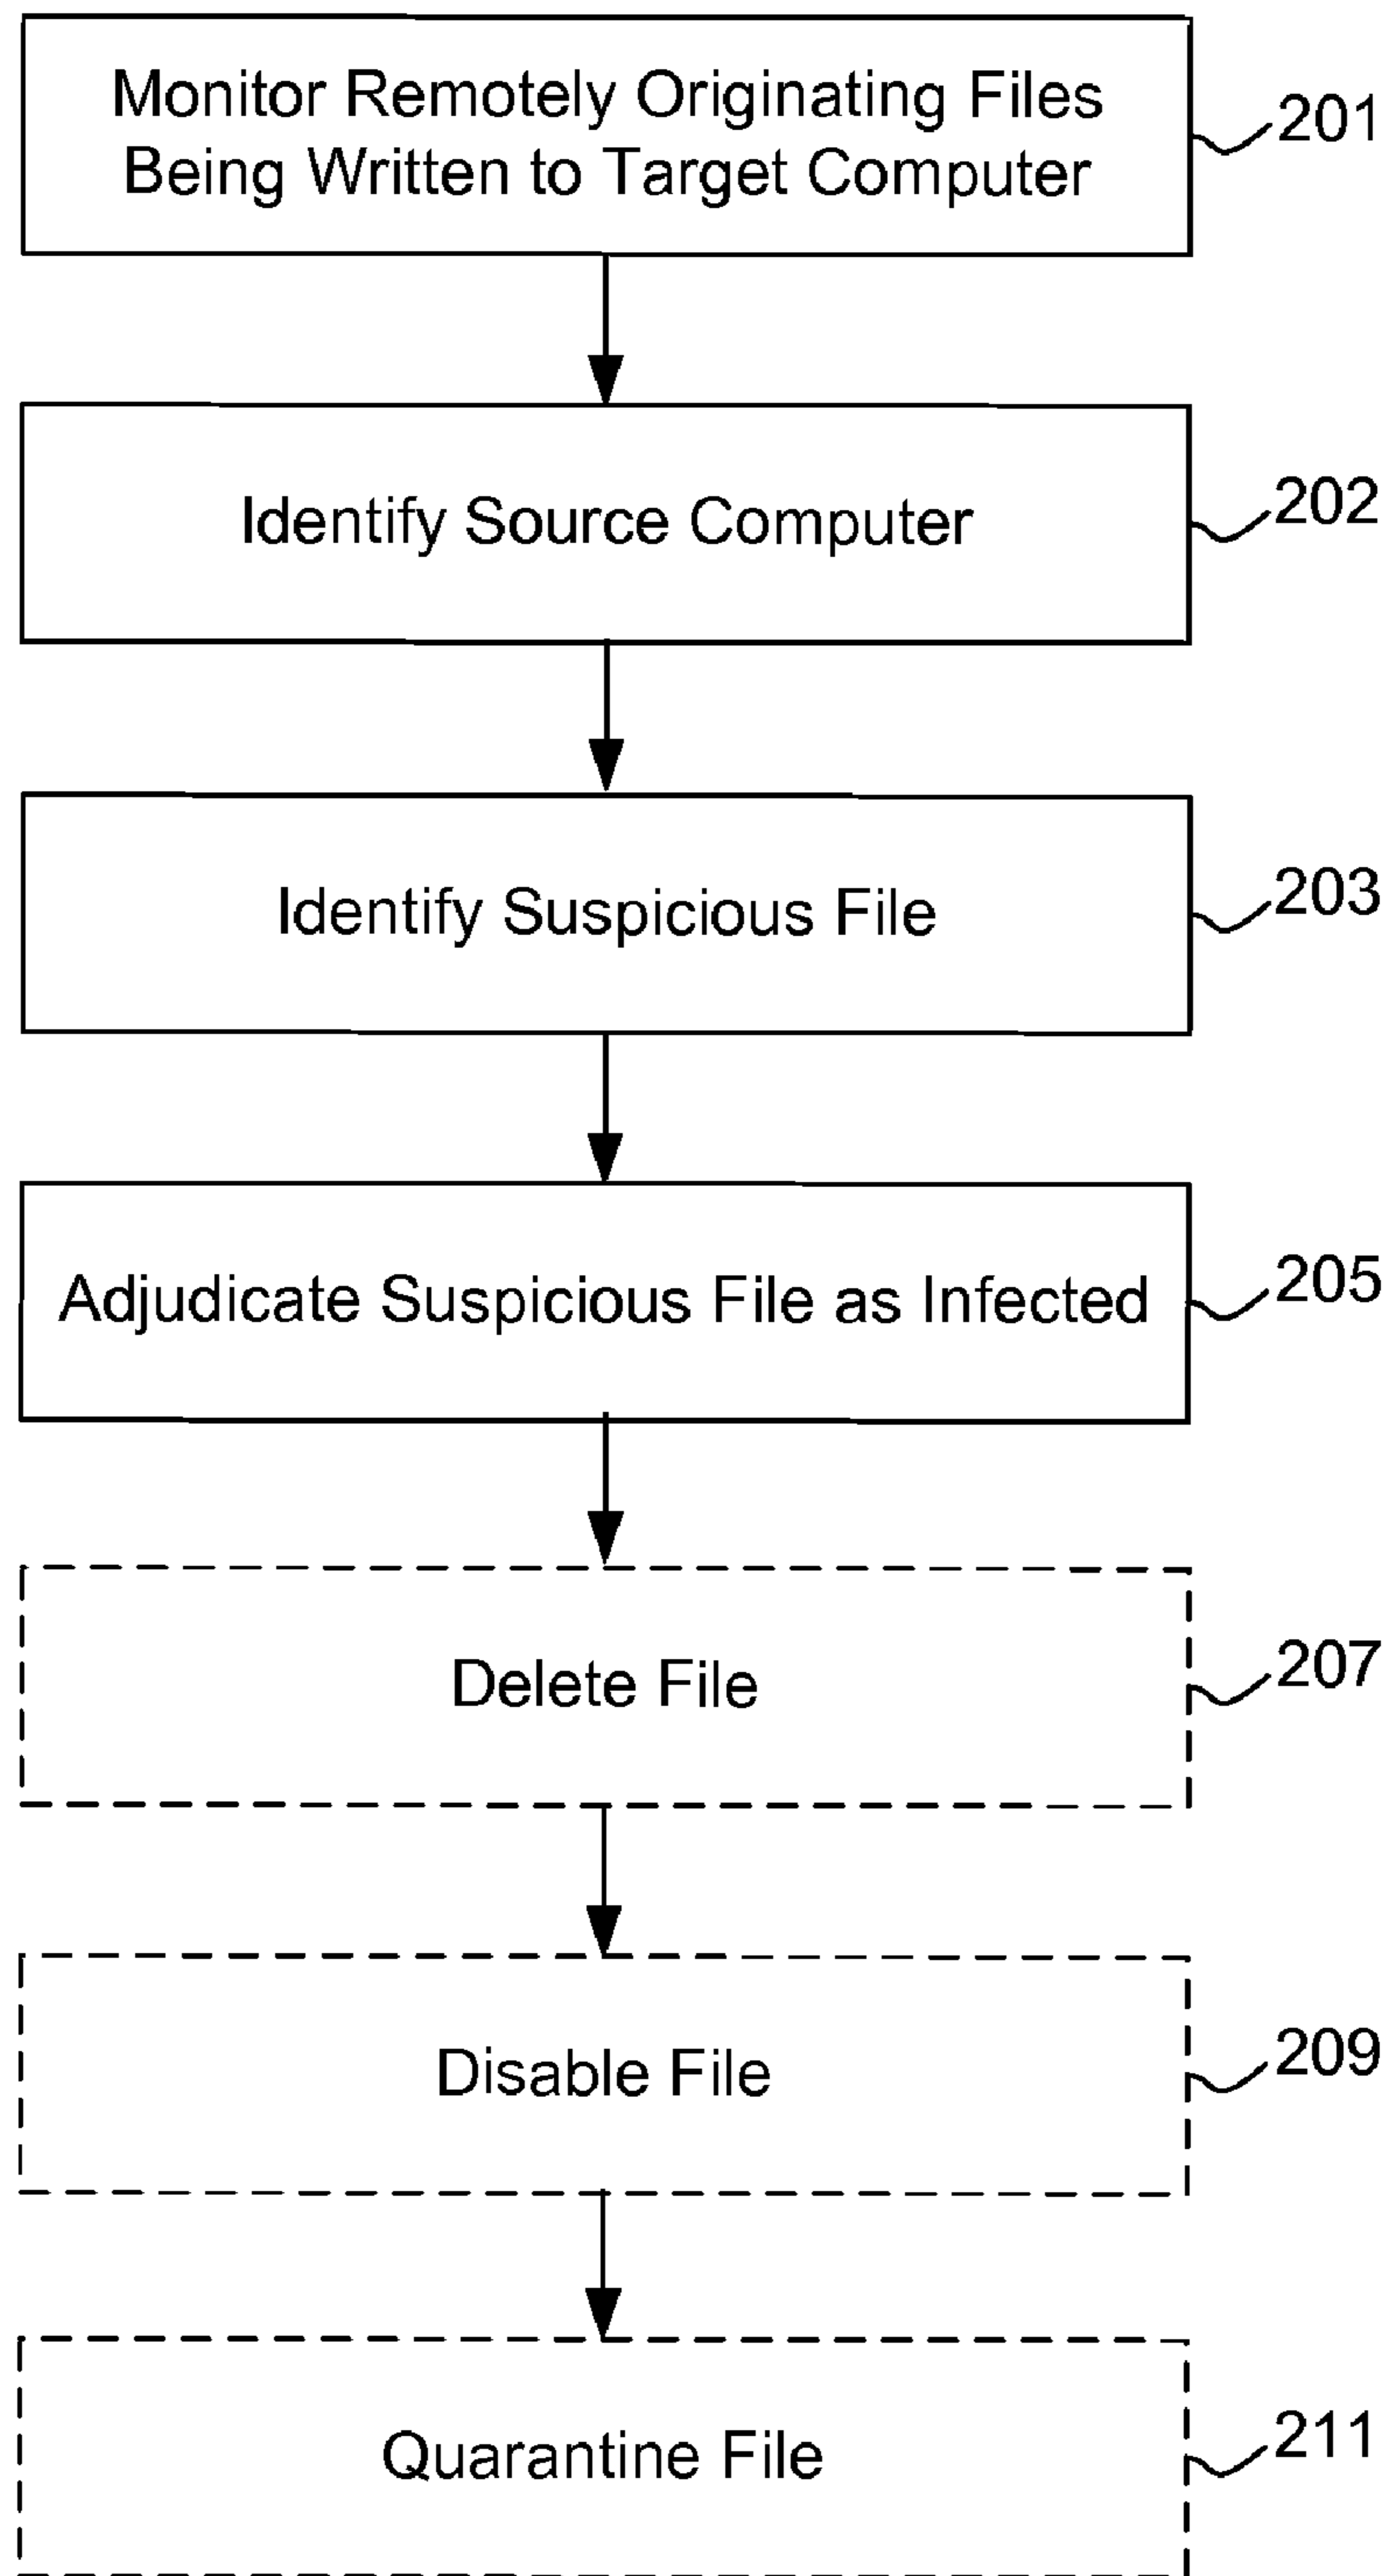 Monitor Remotely Originating Files
Being Written to Target Computer
201
Identify Source Computer
202
Identify Suspicious File
203
Adjudicate Suspicious File as Infected
205
Delete File
207
Disable File
209
Quarantine File
211